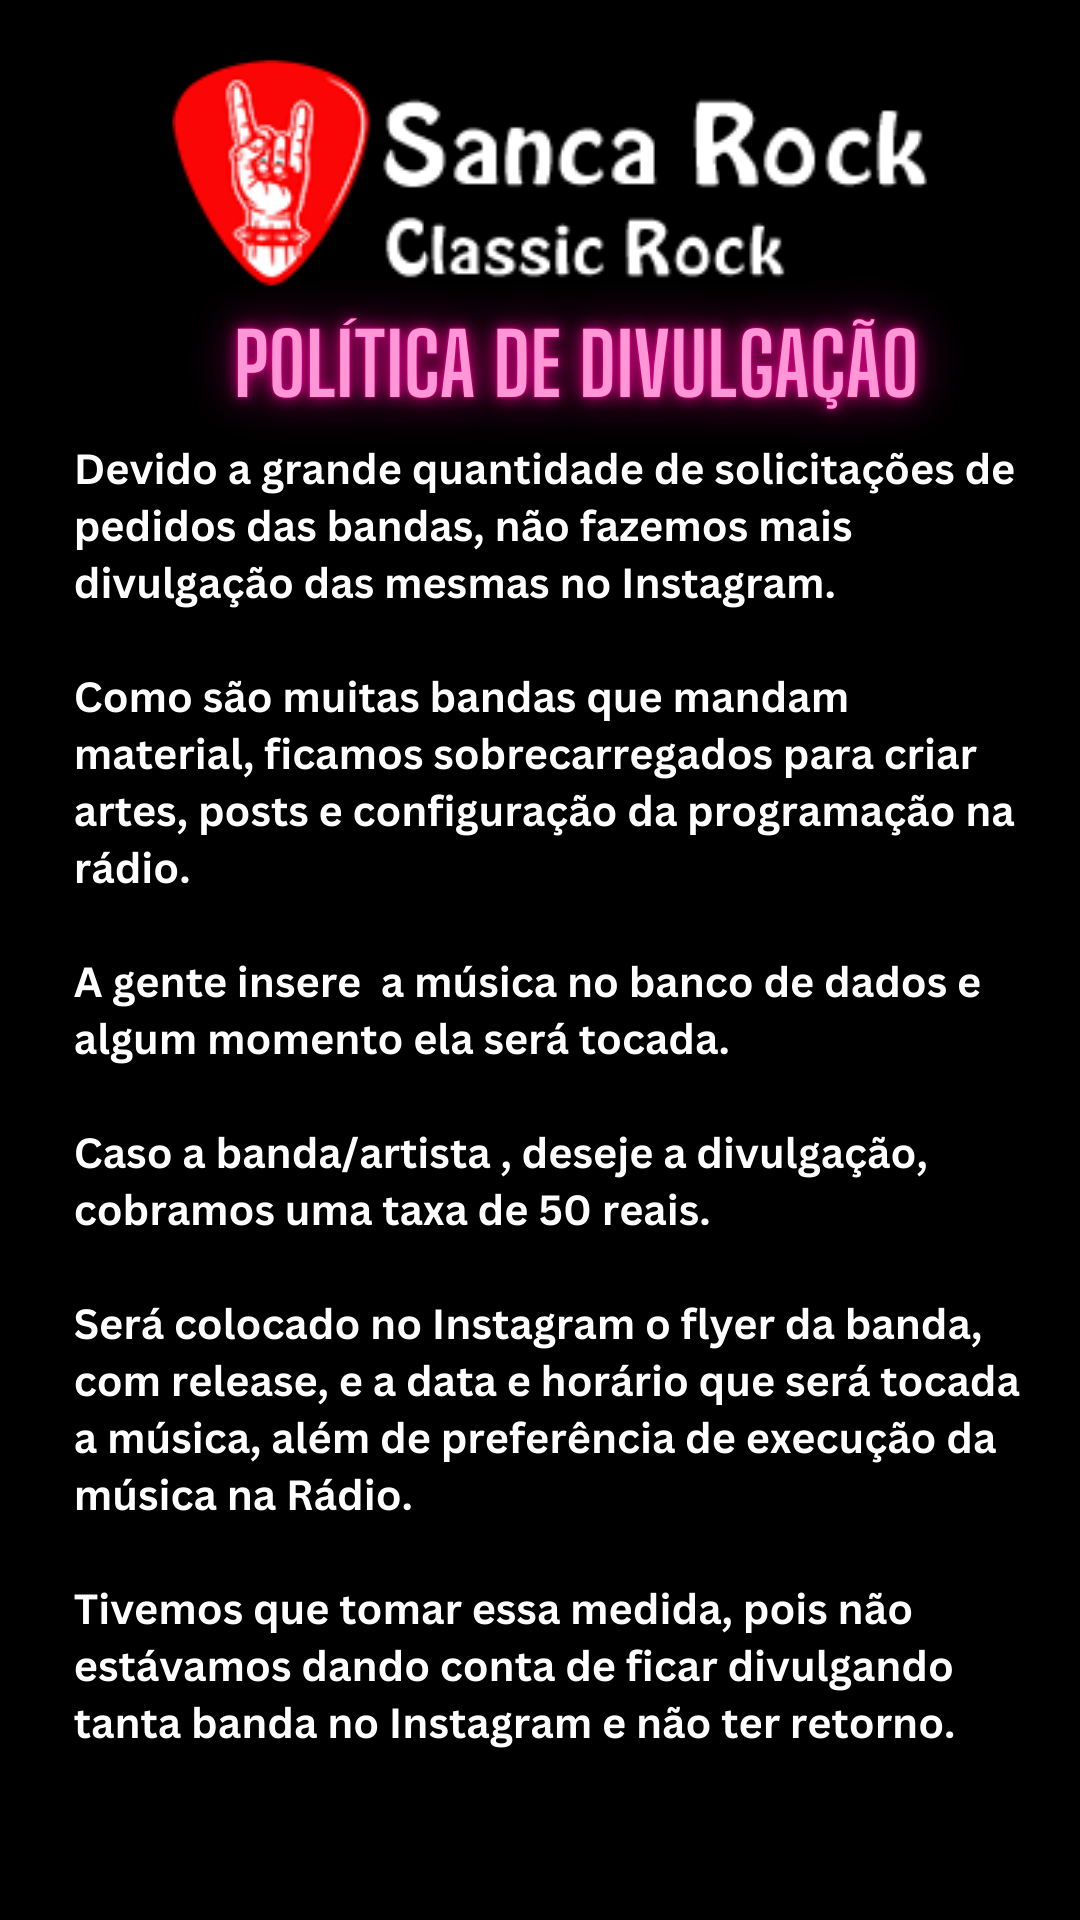 Sanca Rock
Classic Rock
POLÍTICA DE DIVULGAÇÃO
Devido a grande quantidade de solicitações de
pedidos das bandas, não fazemos mais
divulgação das mesmas no Instagram.
Como são muitas bandas que mandam
material, ficamos sobrecarregados para criar
artes, posts e configuração da programação na
rádio.
A gente insere  a música no banco de dados e
algum momento ela será tocada.
Caso a banda/artista , deseje a divulgação,
cobramos uma taxa de 50 reais.
Será colocado no Instagram o flyer da banda,
com release, e a data e horário que será tocada
a música, além de preferência de execução da
música na Rádio.
Tivemos que tomar essa medida, pois não
estávamos dando conta de ficar divulgando
tanta banda no Instagram e não ter retorno.